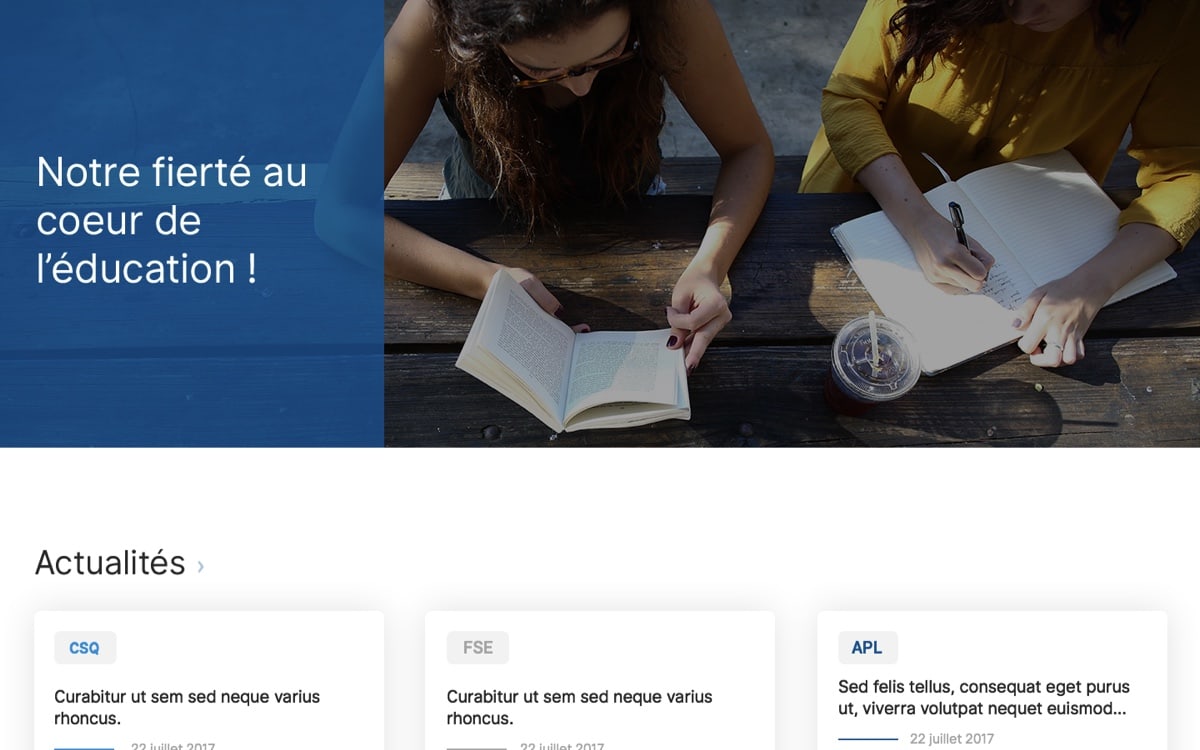 Notre fierté au
coeur de
l’éducation !
Actualités ›
CSQ
Curabitur ut sem sed neque varius
rhoncus.
22 juillet 2017
FSE
Curabitur ut sem sed neque varius
rhoncus.
22 juillet 2017
APL
Sed felis tellus, consequat eget purus
ut, viverra volutpat nequet euismod...
22 juillet 2017